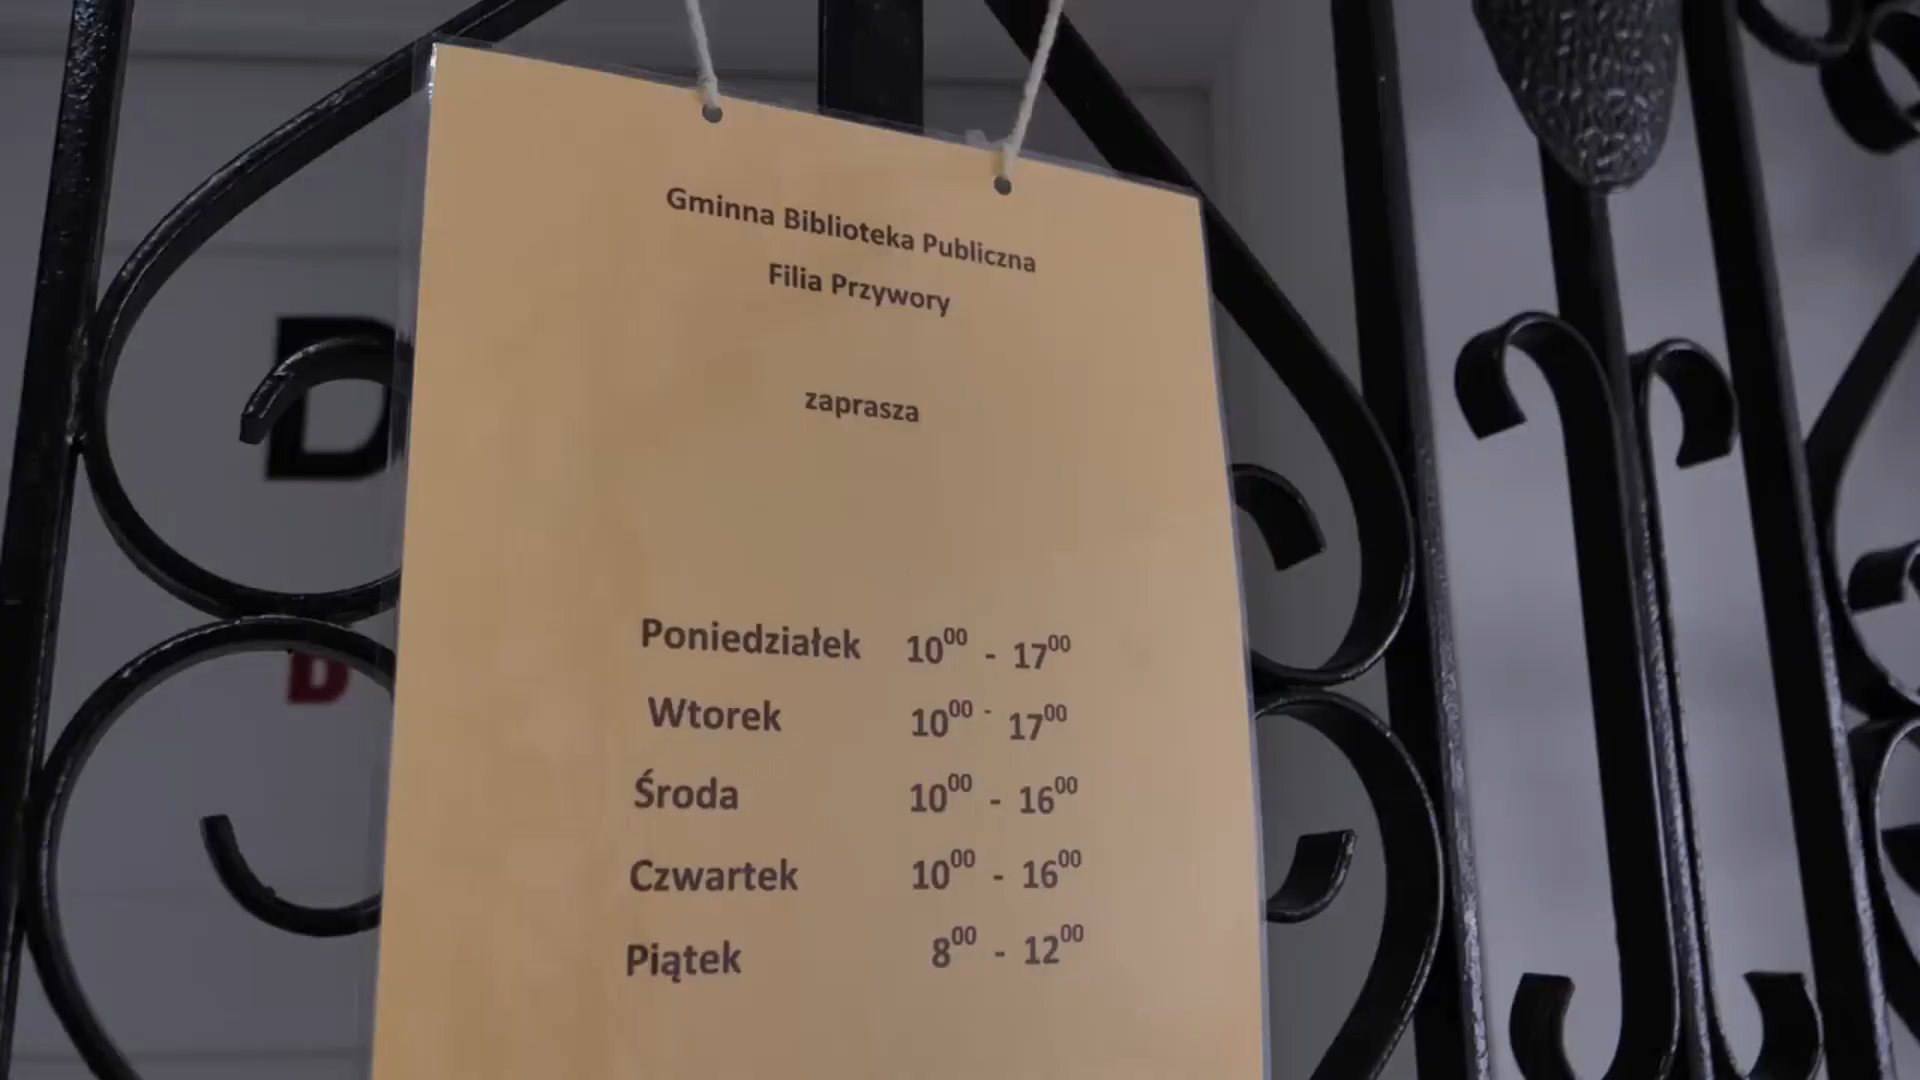 Gminna Biblioteka Publiczna
Filia Przywory
zaprasza
Poniedziałek 10⁰⁰ - 17⁰⁰
Wtorek 10⁰⁰ - 17⁰⁰
Środa 10⁰⁰ - 16⁰⁰
Czwartek 10⁰⁰ - 16⁰⁰
Piątek 8⁰⁰ - 12⁰⁰